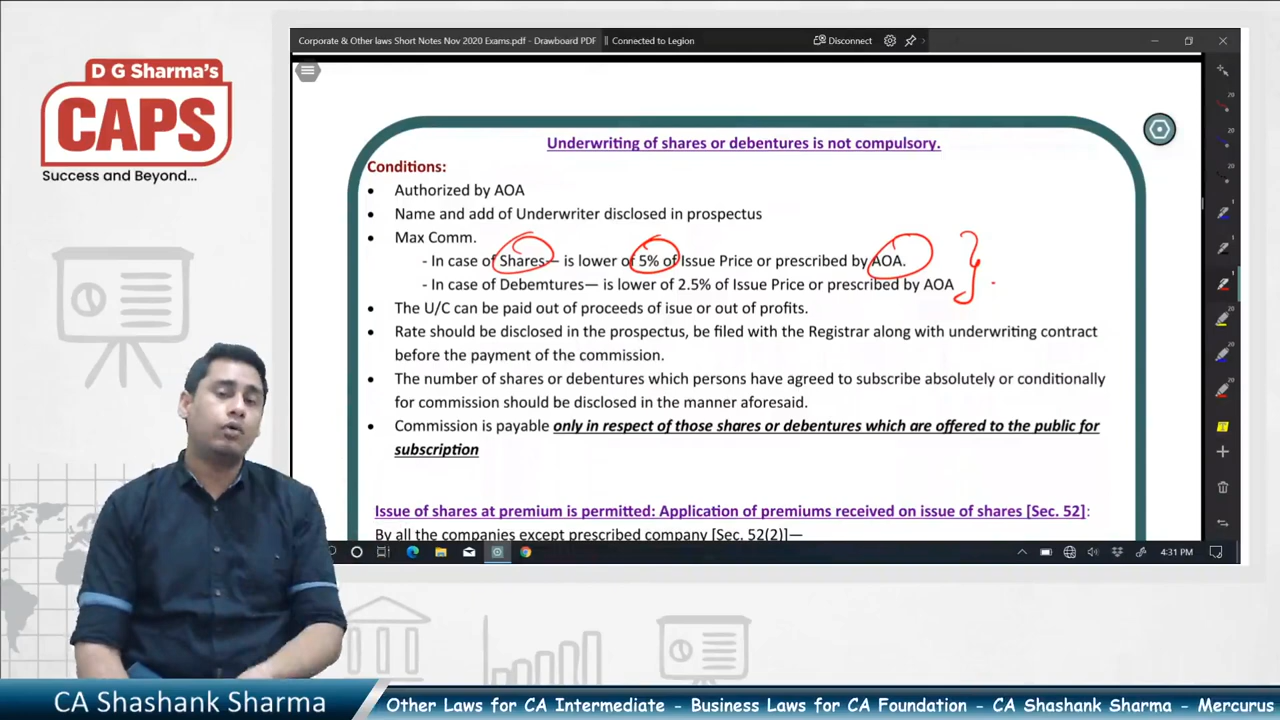 D G Sharma's
CAPS
Success and Beyond...
Corporate & Other laws Short Notes Nov 2020 Exams.pdf - Drawboard PDF
Connected to Legion
Disconnect
Underwriting of shares or debentures is not compulsory.
Conditions:
• Authorized by AOA
• Name and add of Underwriter disclosed in prospectus
• Max Comm.
- In case of Shares— is lower of 5% of Issue Price or prescribed by AOA.
- In case of Debemtures— is lower of 2.5% of Issue Price or prescribed by AOA
• The U/C can be paid out of proceeds of isue or out of profits.
• Rate should be disclosed in the prospectus, be filed with the Registrar along with underwriting contract
before the payment of the commission.
• The number of shares or debentures which persons have agreed to subscribe absolutely or conditionally
for commission should be disclosed in the manner aforesaid.
• Commission is payable only in respect of those shares or debentures which are offered to the public for
subscription
Issue of shares at premium is permitted: Application of premiums received on issue of shares [Sec. 52]:
By all the companies except prescribed company [Sec. 52(2)]—
4:31 PM
CA Shashank Sharma
Other Laws for CA Intermediate - Business Laws for CA Foundation - CA Shashank Sharma - Mercurus